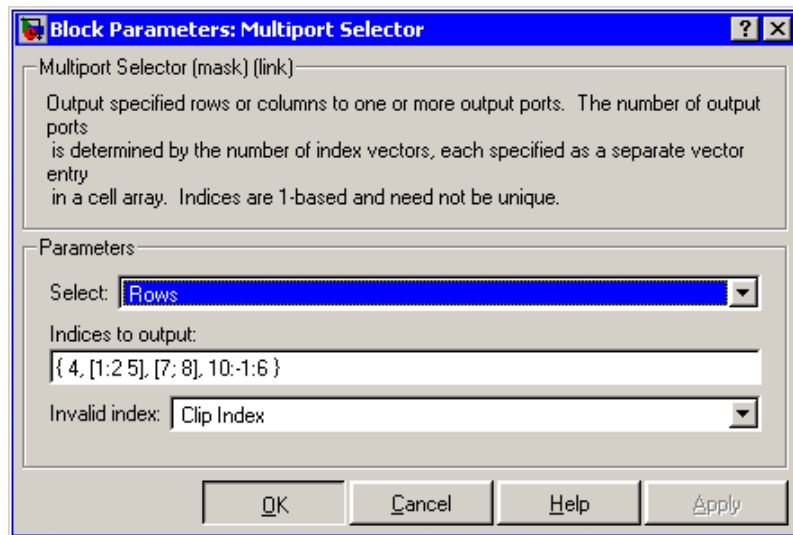 Block Parameters: Multiport Selector
Multiport Selector (mask) (link)
Output specified rows or columns to one or more output ports. The number of output
ports
is determined by the number of index vectors, each specified as a separate vector
entry
in a cell array. Indices are 1-based and need not be unique.
Parameters
Select: Rows
Indices to output:
{ 4, [1:2 5], [7; 8], 10:-1:6 }
Invalid index: Clip Index
OK Cancel Help Apply